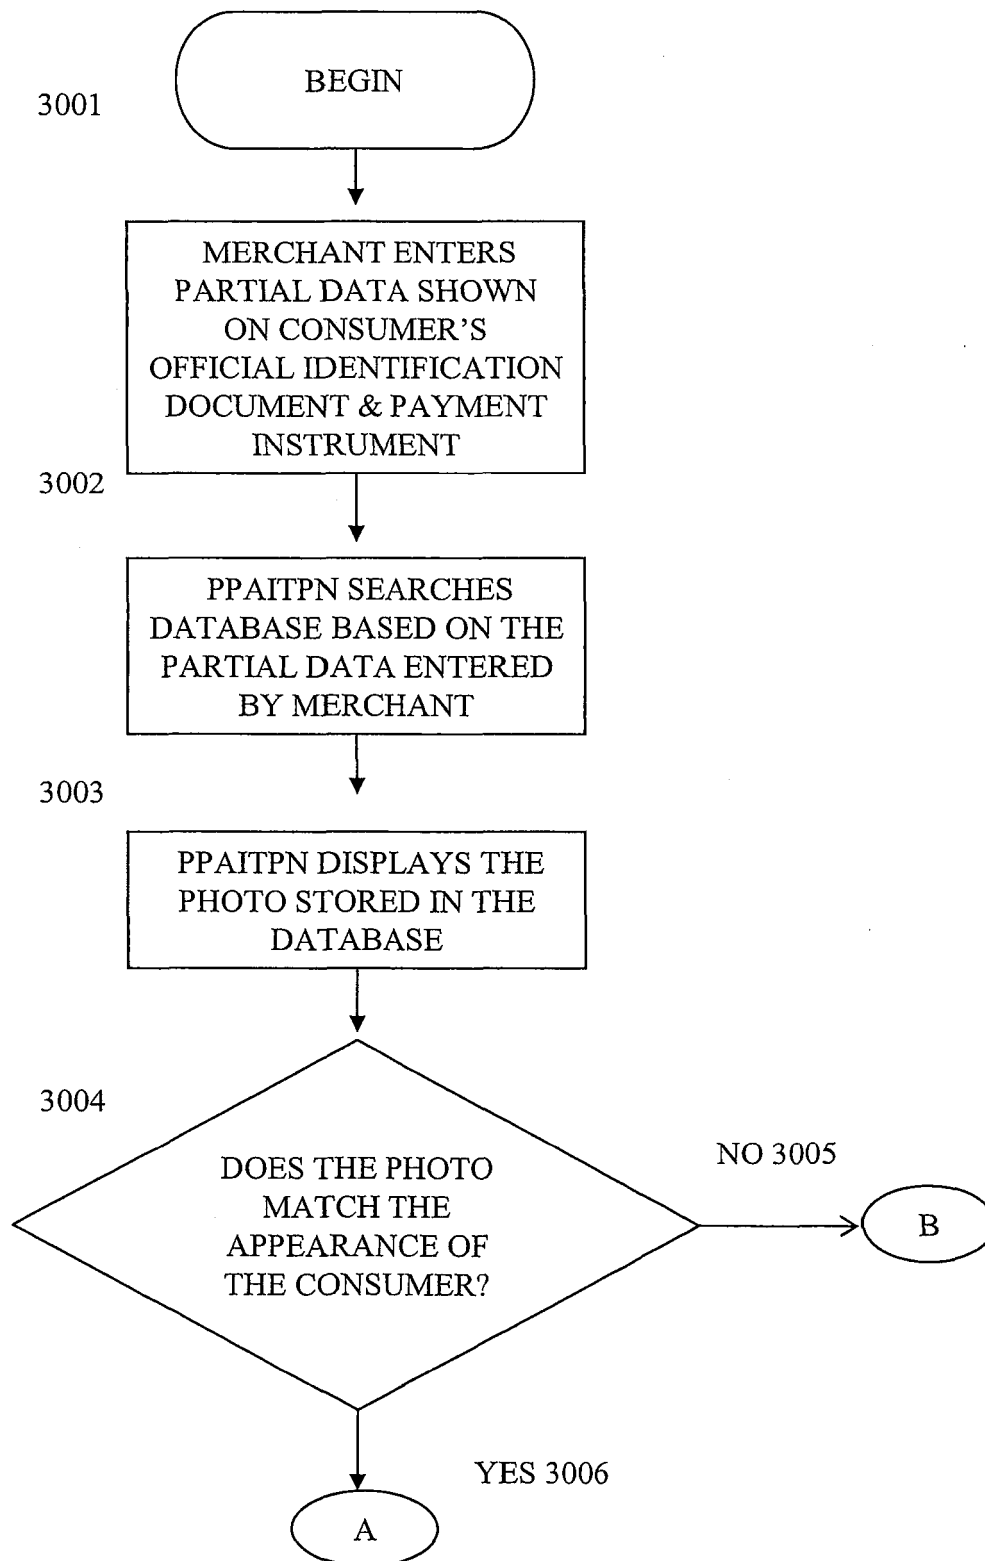 BEGIN
3001
MERCHANT ENTERS
PARTIAL DATA SHOWN
ON CONSUMER’S
OFFICIAL IDENTIFICATION
DOCUMENT & PAYMENT
INSTRUMENT
3002
PPAITPN SEARCHES
DATABASE BASED ON THE
PARTIAL DATA ENTERED
BY MERCHANT
3003
PPAITPN DISPLAYS THE
PHOTO STORED IN THE
DATABASE
3004
DOES THE PHOTO
MATCH THE
APPEARANCE OF
THE CONSUMER?
NO 3005
B
YES 3006
A